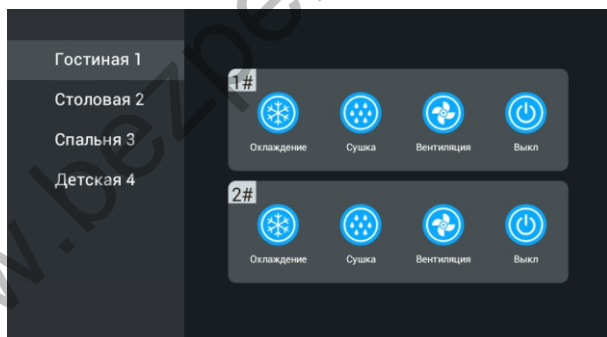 Гостиная 1
Столовая 2
Спальня 3
Детская 4
1#
Охлаждение Сушка Вентиляция Выкл
2#
Охлаждение Сушка Вентиляция Выкл